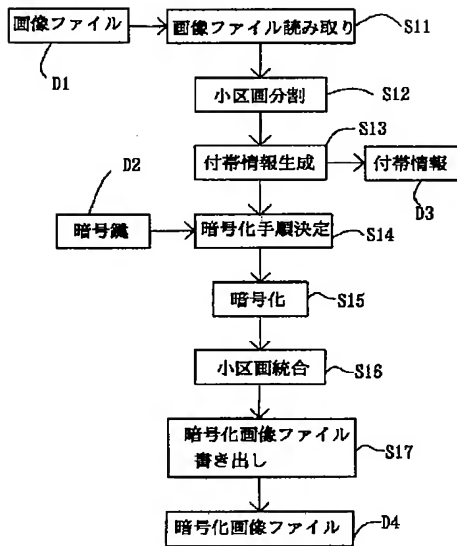 画像ファイル
画像ファイル読み取り
S11
D1
小区画分割
S12
S13
付帯情報生成
付帯情報
D3
D2
暗号鍵
暗号化手順決定
S14
暗号化
S15
小区画統合
S16
暗号化画像ファイル
書き出し
S17
暗号化画像ファイル
D4